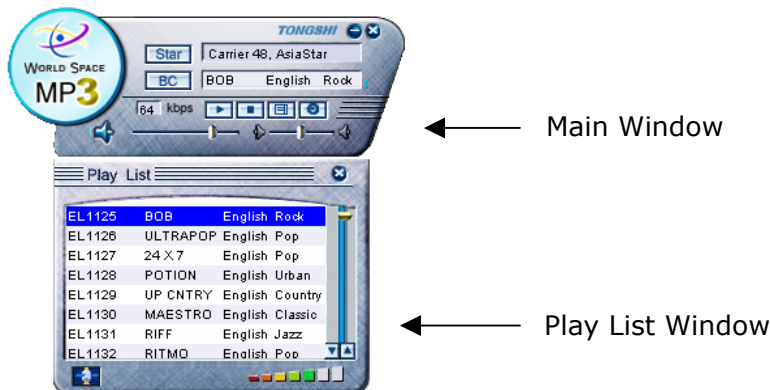 TONGSHI
WORLD SPACE
MP3
Star Carrier 48, AsiaStar
BC BOB English Rock
64 kbps
Main Window
Play List
EL1125 BOB English Rock
EL1126 ULTRAPOP English Pop
EL1127 24 X 7 English Pop
EL1128 POTION English Urban
EL1129 UP CNTRY English Country
EL1130 MAESTRO English Classic
EL1131 RIFF English Jazz
EL1132 RITMO English Pop
Play List Window